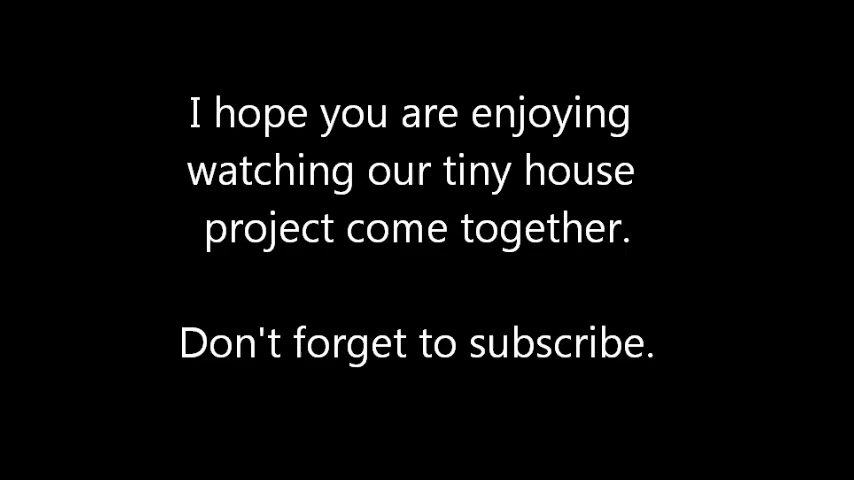 I hope you are enjoying
watching our tiny house
project come together.
Don't forget to subscribe.